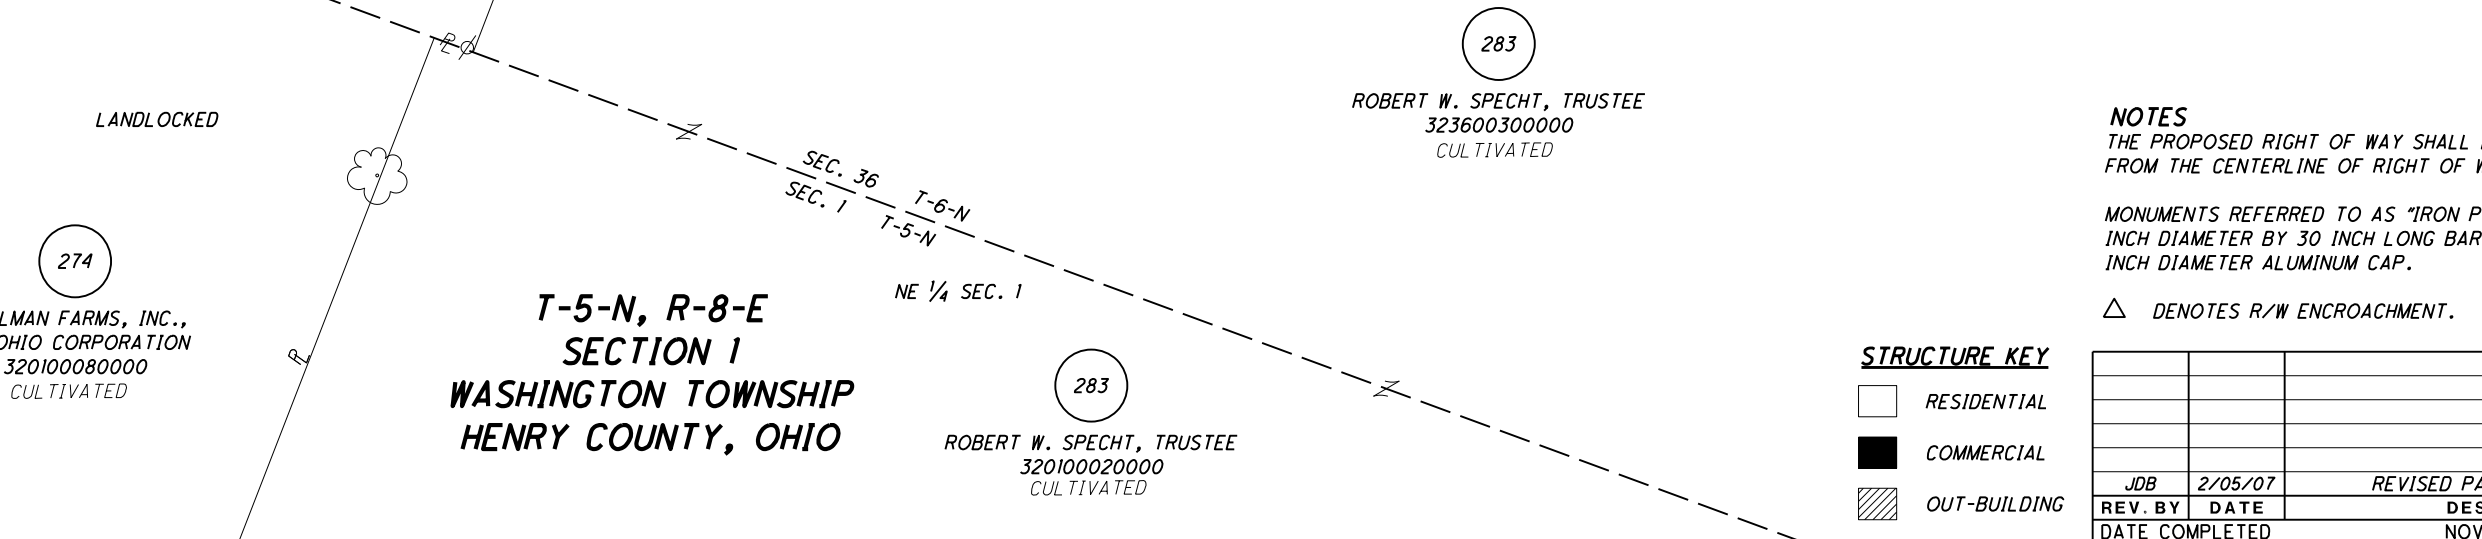 PL
LANDLOCKED
274
LMAN FARMS, INC.,
OHIO CORPORATION
320100080000
CULTIVATED
PL
SEC. 36
SEC. 1
T-6-N
T-5-N
NE 1/4 SEC. 1
T-5-N, R-8-E
SECTION 1
WASHINGTON TOWNSHIP
HENRY COUNTY, OHIO
283
ROBERT W. SPECHT, TRUSTEE
323600300000
CULTIVATED
283
ROBERT W. SPECHT, TRUSTEE
320100020000
CULTIVATED
NOTES
THE PROPOSED RIGHT OF WAY SHALL
FROM THE CENTERLINE OF RIGHT OF
MONUMENTS REFERRED TO AS "IRON P
INCH DIAMETER BY 30 INCH LONG BAR
INCH DIAMETER ALUMINUM CAP.
DENOTES R/W ENCROACHMENT.
STRUCTURE KEY
RESIDENTIAL
COMMERCIAL
OUT-BUILDING
JDB 2/05/07 REVISED PA
REV. BY DATE DES
DATE COMPLETED NOV